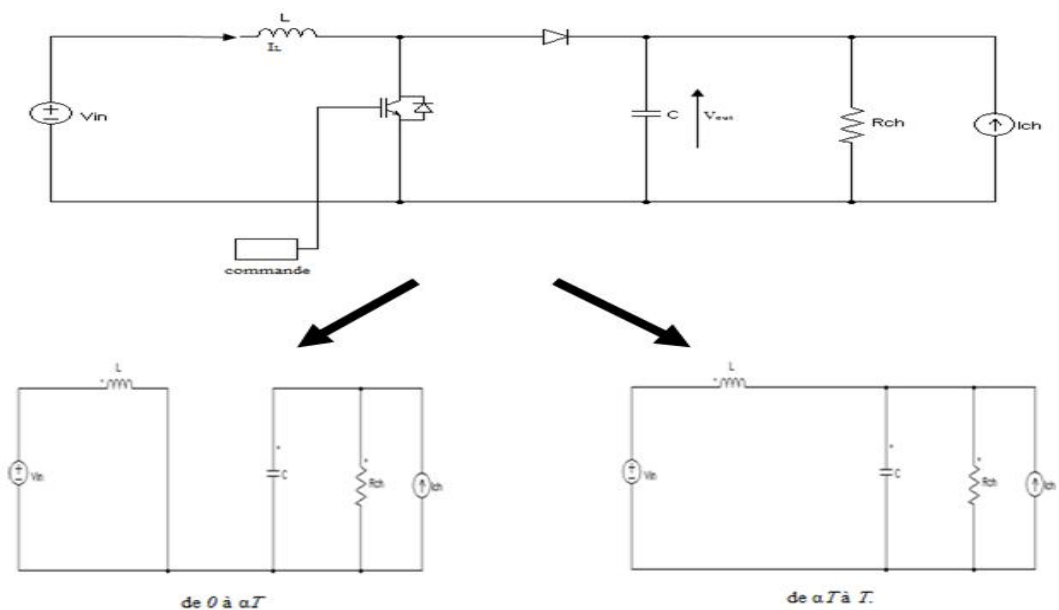 L
IL
Vin
C
Vout
Rch
Ich
commande
L
Vin
C
Rch
Ich
de 0 à αT
L
Vin
C
Rch
Ich
de αT à T.